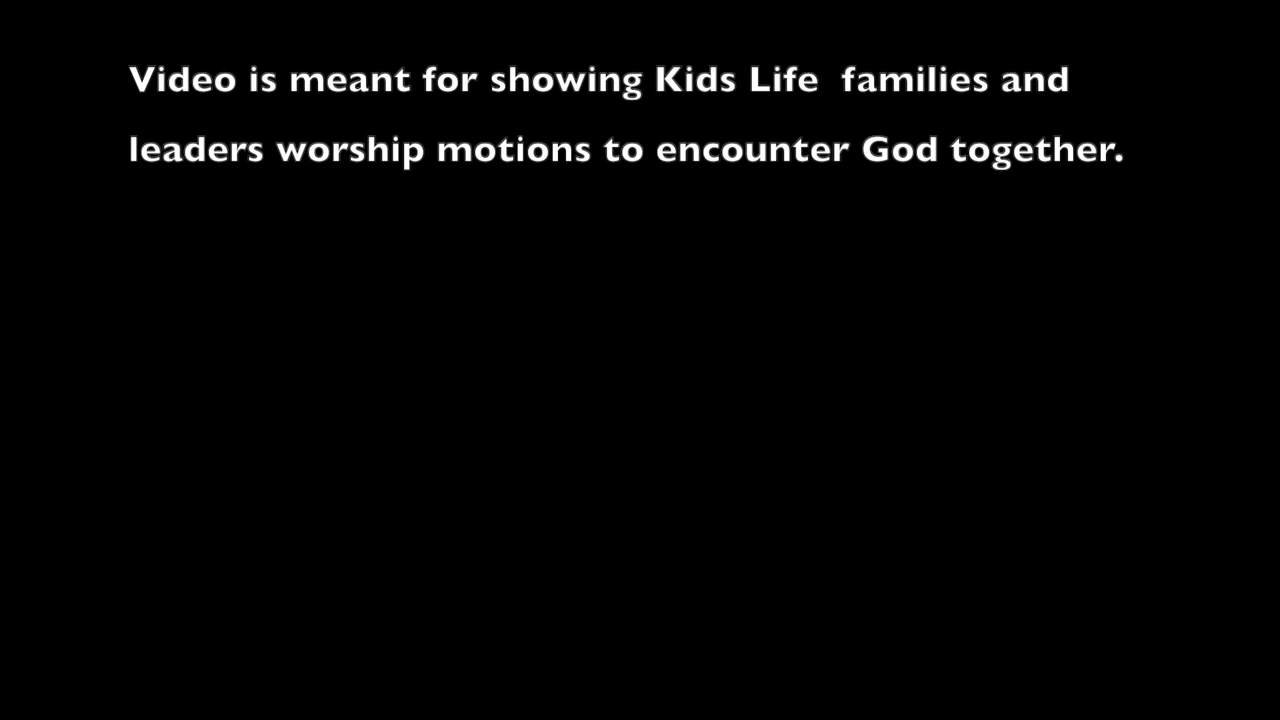 Video is meant for showing Kids Life  families and
leaders worship motions to encounter God together.